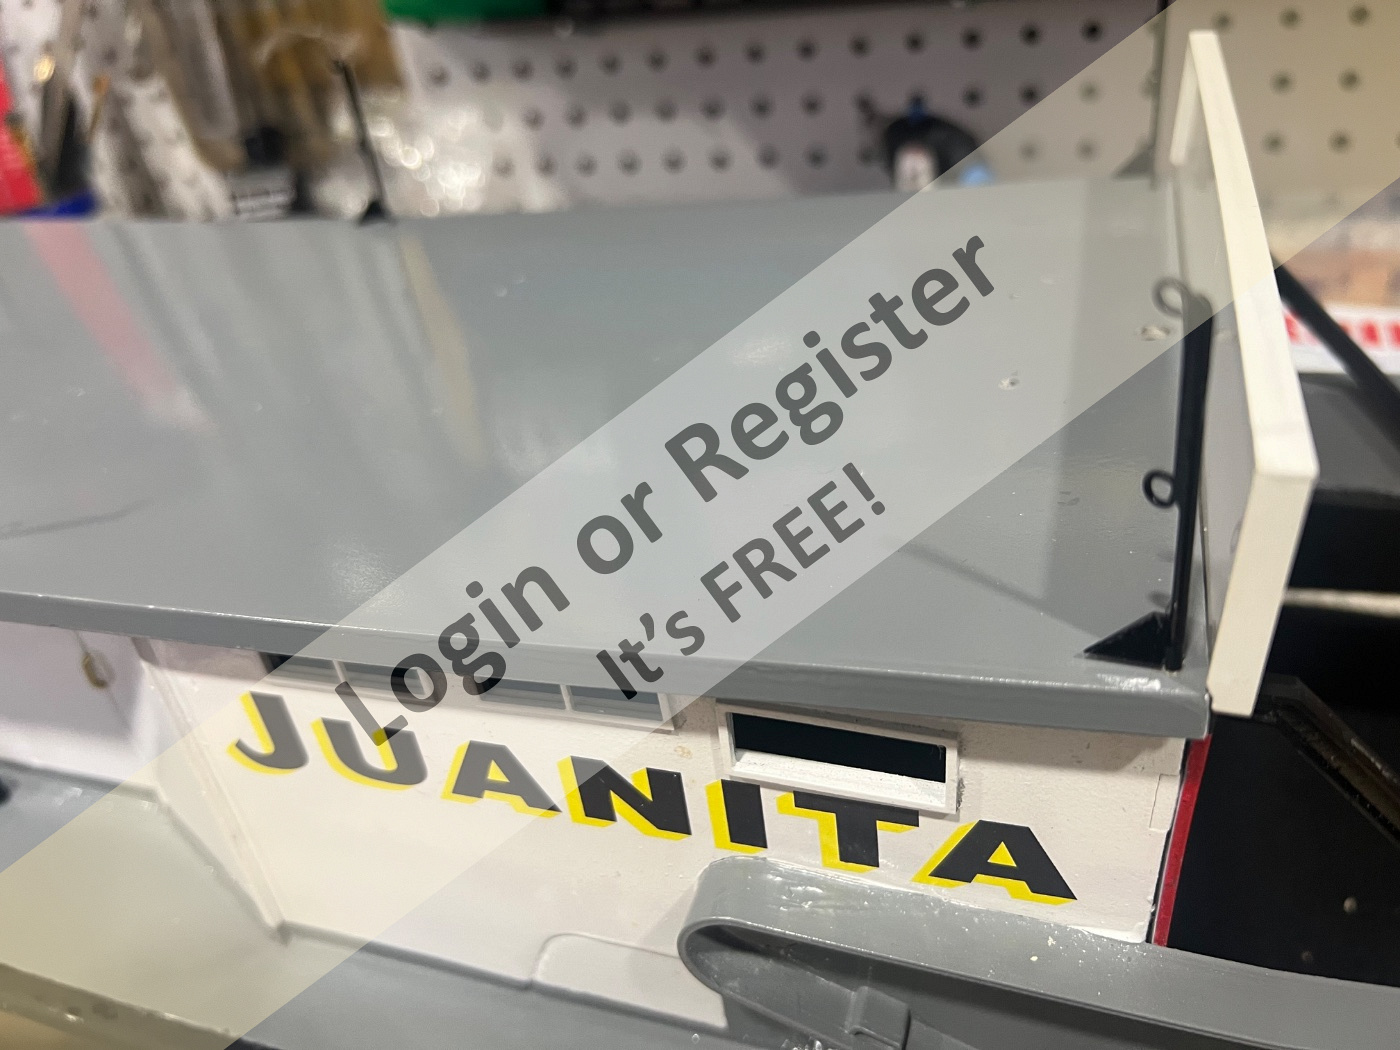 Login or Register
It's FREE!
JUANITA